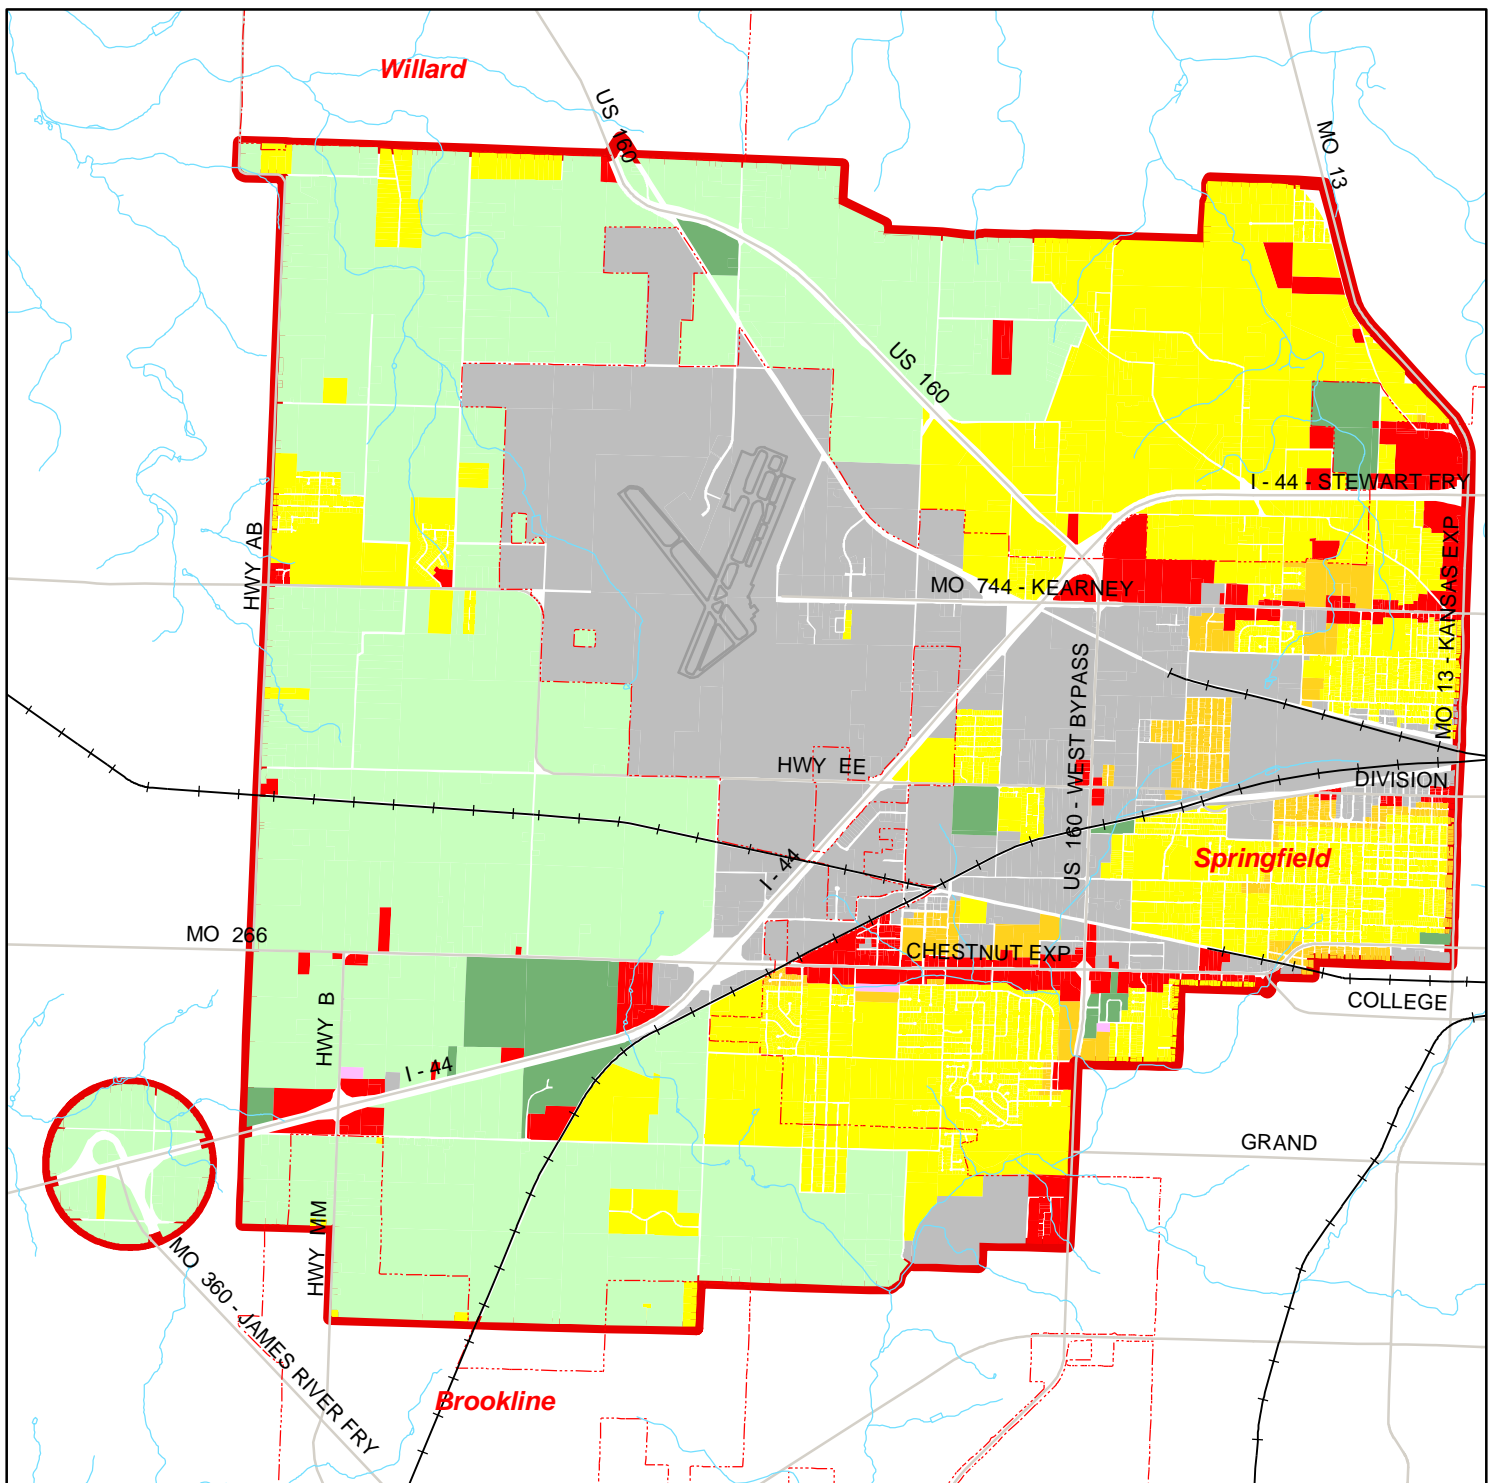 Willard
US 160
MO 13
US 160
I - 44 - STEWART FRY
HWY AB
MO 744 - KEARNEY
MO 13 - KANSAS EXP
US 160 - WEST BYPASS
HWY EE
DIVISION
Springfield
I - 44
MO 266
CHESTNUT EXP
COLLEGE
HWY B
I - 44
GRAND
HWY MM
MO 360 - JAMES RIVER FRY
Brookline